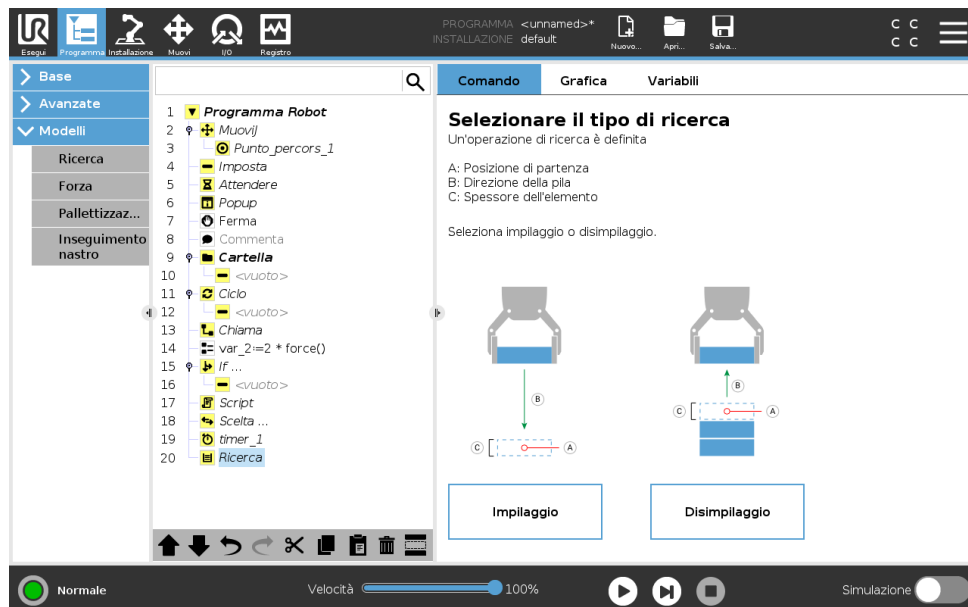 PROGRAMMA <unnamed>*
INSTALLAZIONE default
Esegui Programma Installazione Muovi I/O Registro Nuovo... Apri... Salva...
C C
C C
Base
Avanzate
Modelli
Ricerca
Forza
Pallettizzaz...
Inseguimento
nastro
1 Programma Robot
2 MuoviJ
3 Punto_percors_1
4 Imposta
5 Attendere
6 Popup
7 Ferma
8 Commenta
9 Cartella
10 <vuoto>
11 Ciclo
12 <vuoto>
13 Chiama
14 var_2:=2 * force()
15 If ...
16 <vuoto>
17 Script
18 Scelta ...
19 timer_1
20 Ricerca
Comando Grafica Variabili
Selezionare il tipo di ricerca
Un'operazione di ricerca è definita
A: Posizione di partenza
B: Direzione della pila
C: Spessore dell'elemento
Seleziona impilaggio o disimpilaggio.
B
C A
B
C A
Impilaggio Disimpilaggio
Normale Velocità 100% Simulazione